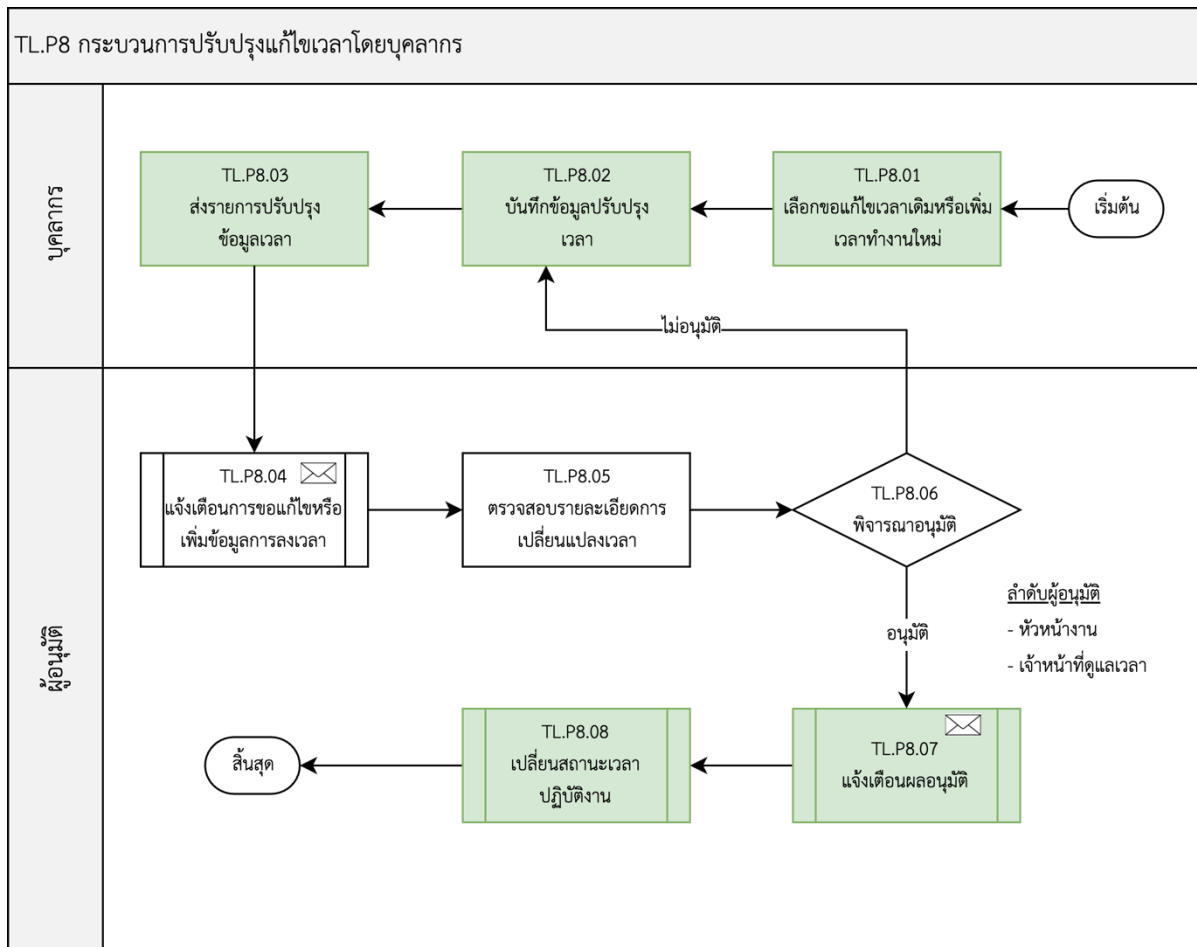 TL.P8 กระบวนการปรับปรุงแก้ไขเวลาโดยบุคลากร
บุคลากร
TL.P8.03
ส่งรายการปรับปรุง
ข้อมูลเวลา
TL.P8.02
บันทึกข้อมูลปรับปรุง
เวลา
TL.P8.01
เลือกขอแก้ไขเวลาเดิมหรือเพิ่ม
เวลาทำงานใหม่
เริ่มต้น
ไม่อนุมัติ
ผู้อนุมัติ
TL.P8.04
แจ้งเตือนการขอแก้ไขหรือ
เพิ่มข้อมูลการลงเวลา
TL.P8.05
ตรวจสอบรายละเอียดการ
เปลี่ยนแปลงเวลา
TL.P8.06
พิจารณาอนุมัติ
อนุมัติ
ลำดับผู้อนุมัติ
- หัวหน้างาน
- เจ้าหน้าที่ดูแลเวลา
สิ้นสุด
TL.P8.08
เปลี่ยนสถานะเวลา
ปฏิบัติงาน
TL.P8.07
แจ้งเตือนผลอนุมัติ